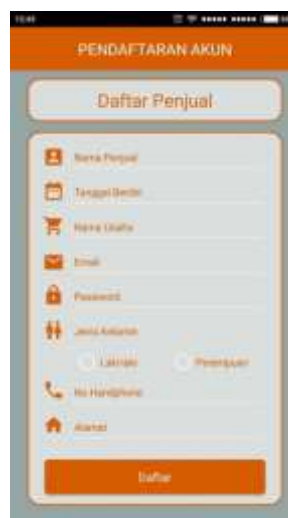 PENDAFTARAN AKUN
Daftar Penjual
Nama Penjual
Tanggal Berdiri
Nama Usaha
Email
Password
Jenis Kelamin
Laki-laki Perempuan
No Handphone
Alamat
Daftar